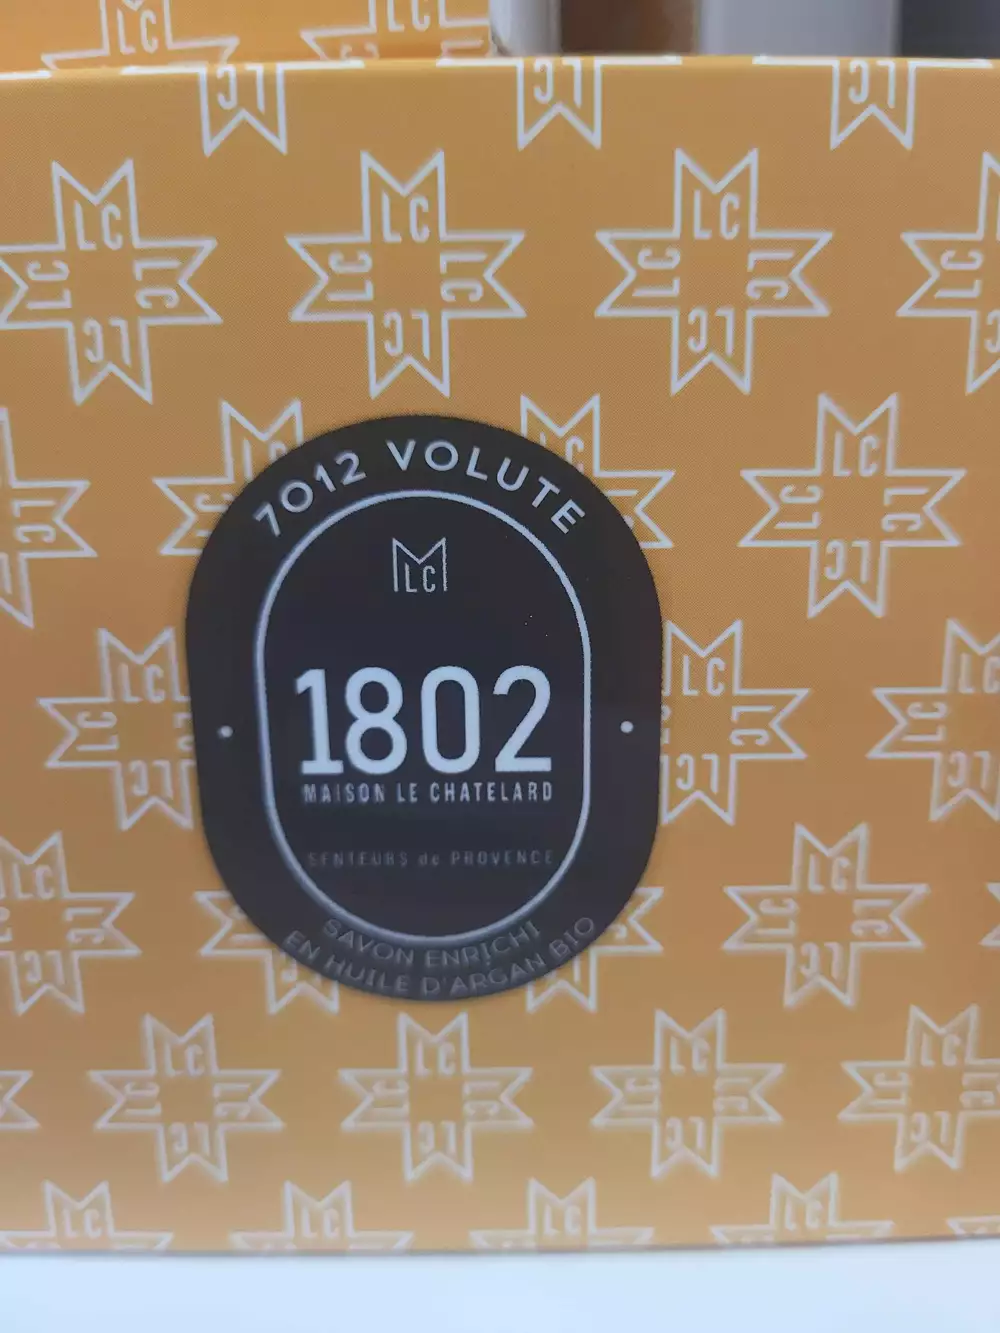 7012 VOLUTE
MLC
1802
MAISON LE CHATELARD
SENTEURS de PROVENCE
SAVON ENRICHI
EN HUILE D'ARGAN BIO